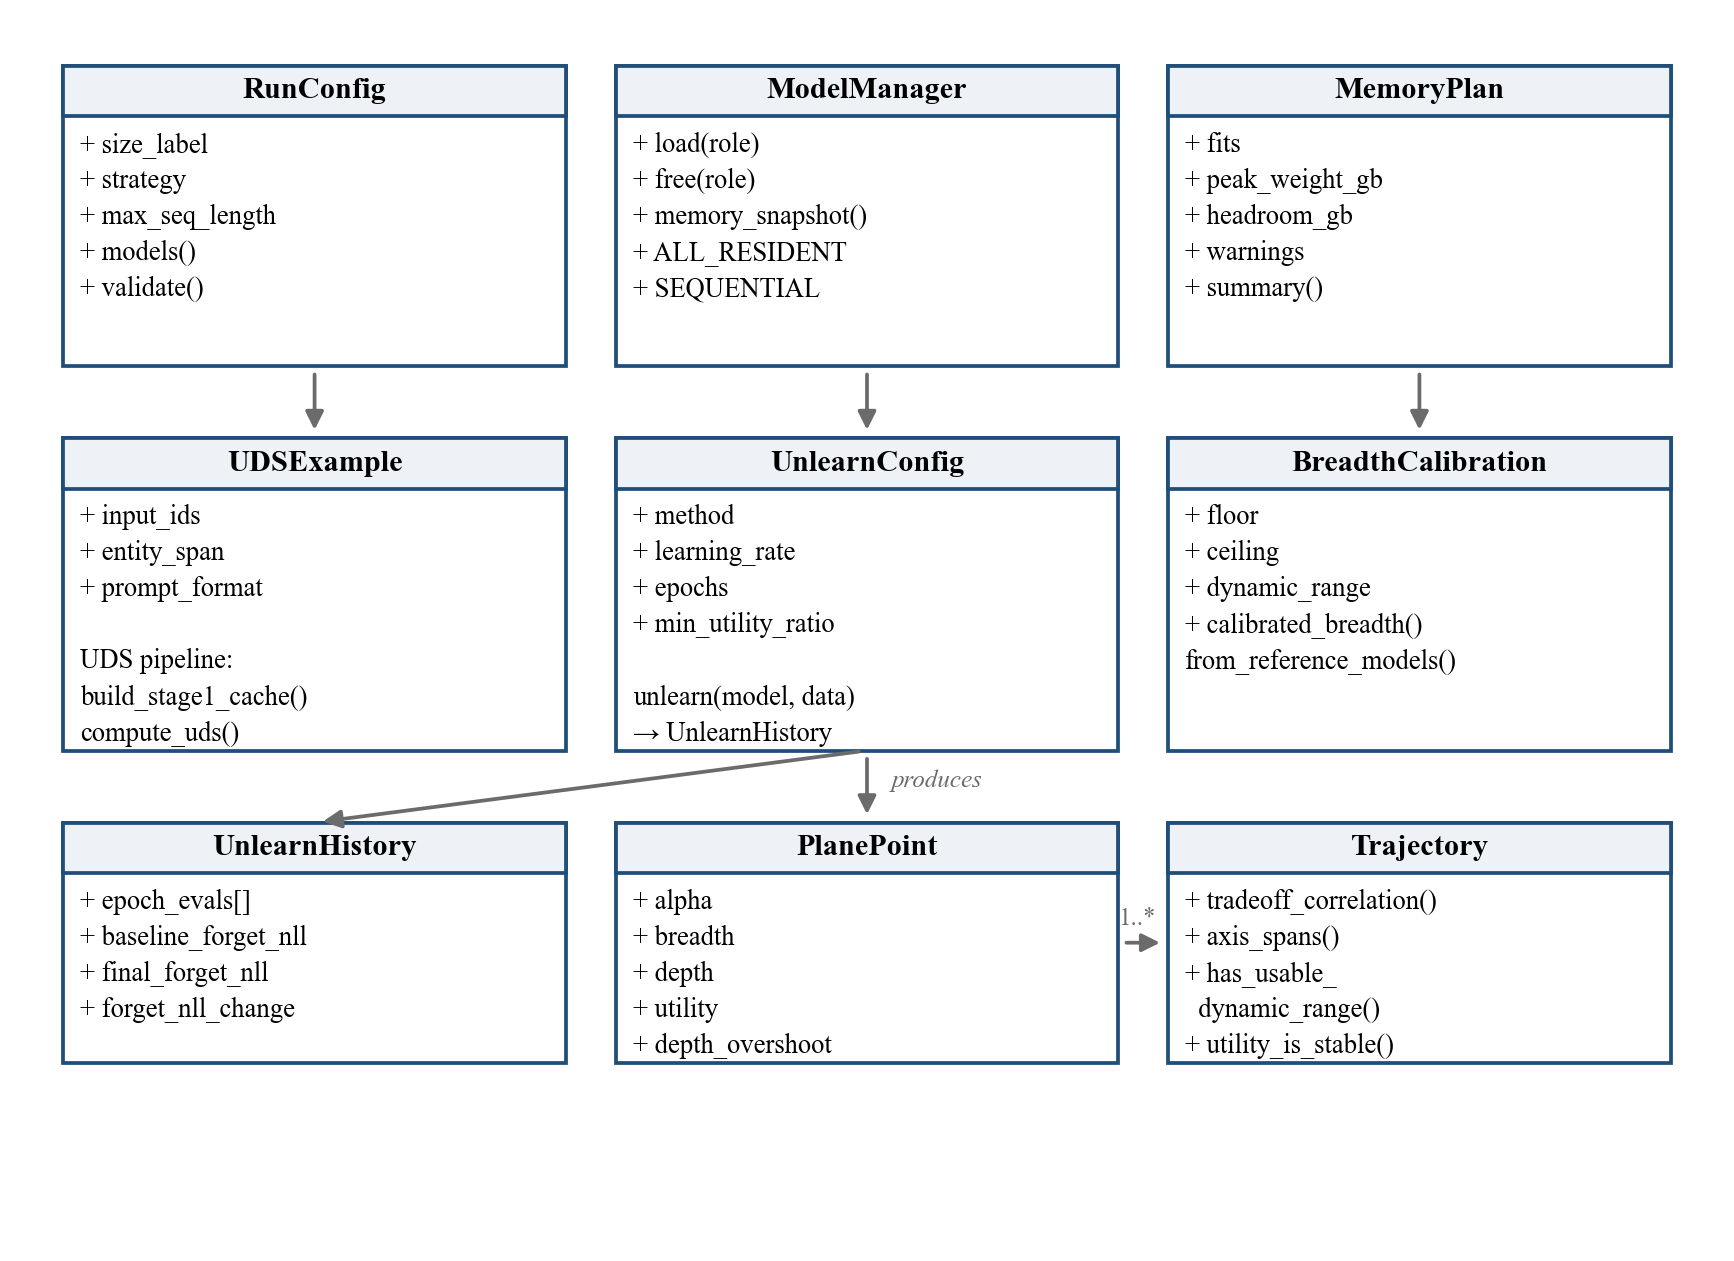 RunConfig
+ size_label
+ strategy
+ max_seq_length
+ models()
+ validate()
ModelManager
+ load(role)
+ free(role)
+ memory_snapshot()
+ ALL_RESIDENT
+ SEQUENTIAL
MemoryPlan
+ fits
+ peak_weight_gb
+ headroom_gb
+ warnings
+ summary()
UDSExample
+ input_ids
+ entity_span
+ prompt_format
UDS pipeline:
build_stage1_cache()
compute_uds()
UnlearnConfig
+ method
+ learning_rate
+ epochs
+ min_utility_ratio
unlearn(model, data)
→ UnlearnHistory
BreadthCalibration
+ floor
+ ceiling
+ dynamic_range
+ calibrated_breadth()
from_reference_models()
produces
UnlearnHistory
+ epoch_evals[]
+ baseline_forget_nll
+ final_forget_nll
+ forget_nll_change
PlanePoint
+ alpha
+ breadth
+ depth
+ utility
+ depth_overshoot
1..*
Trajectory
+ tradeoff_correlation()
+ axis_spans()
+ has_usable_
dynamic_range()
+ utility_is_stable()